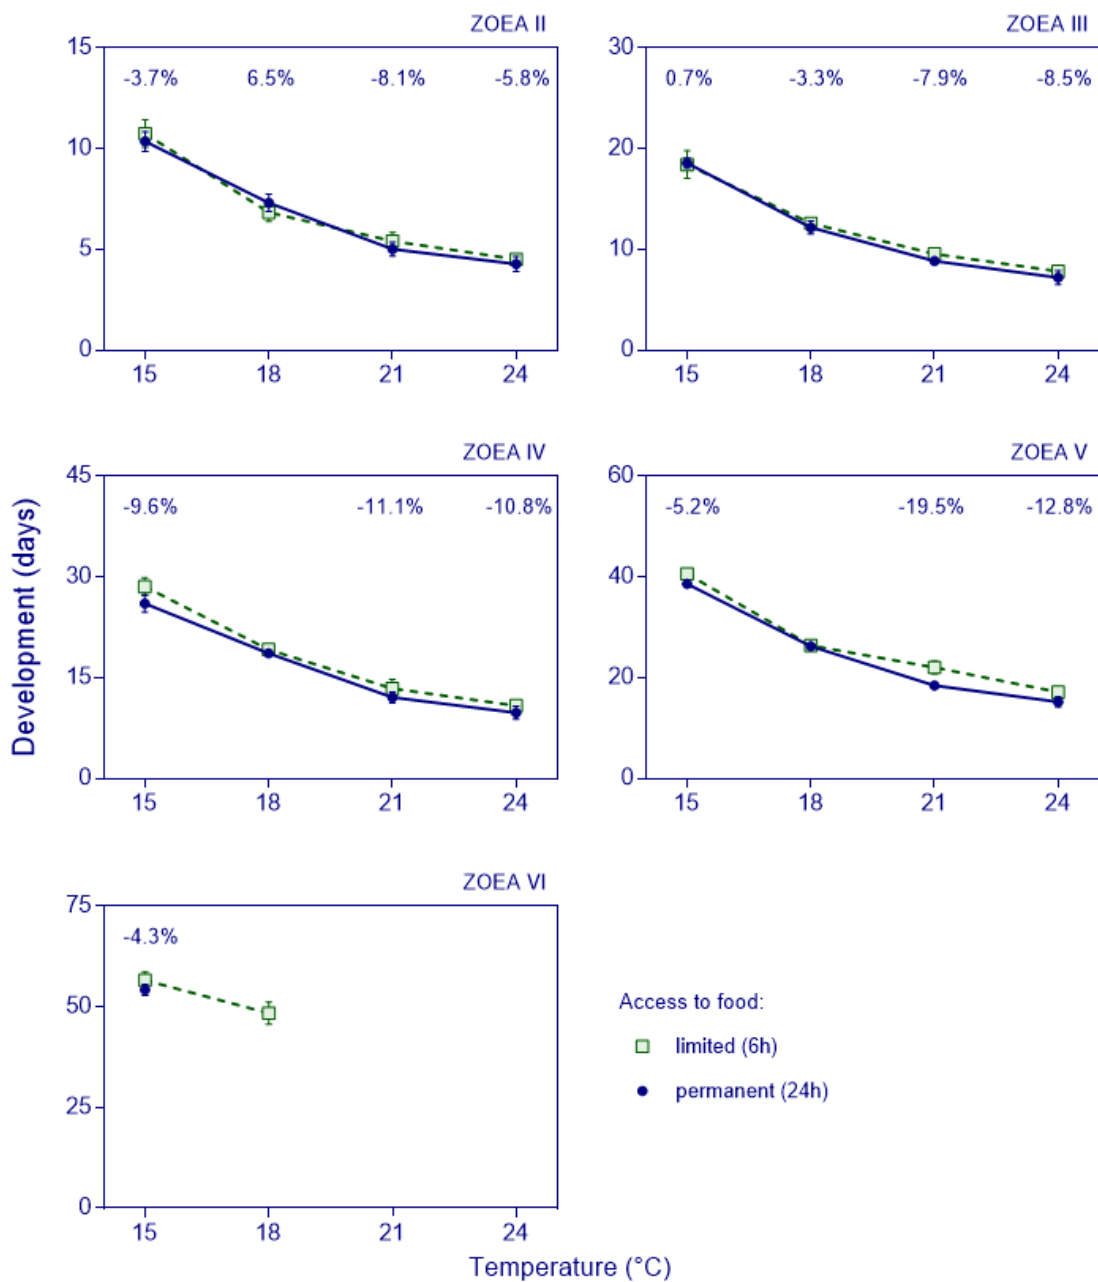 ZOEA II
15
10
5
0
-3.7% 6.5% -8.1% -5.8%
15 18 21 24
ZOEA III
30
20
10
0
0.7% -3.3% -7.9% -8.5%
15 18 21 24
Development (days)
ZOEA IV
45
30
15
0
-9.6% -11.1% -10.8%
15 18 21 24
ZOEA V
60
40
20
0
-5.2% -19.5% -12.8%
15 18 21 24
ZOEA VI
75
50
25
0
-4.3%
15 18 21 24
Temperature (°C)
Access to food:
limited (6h)
permanent (24h)